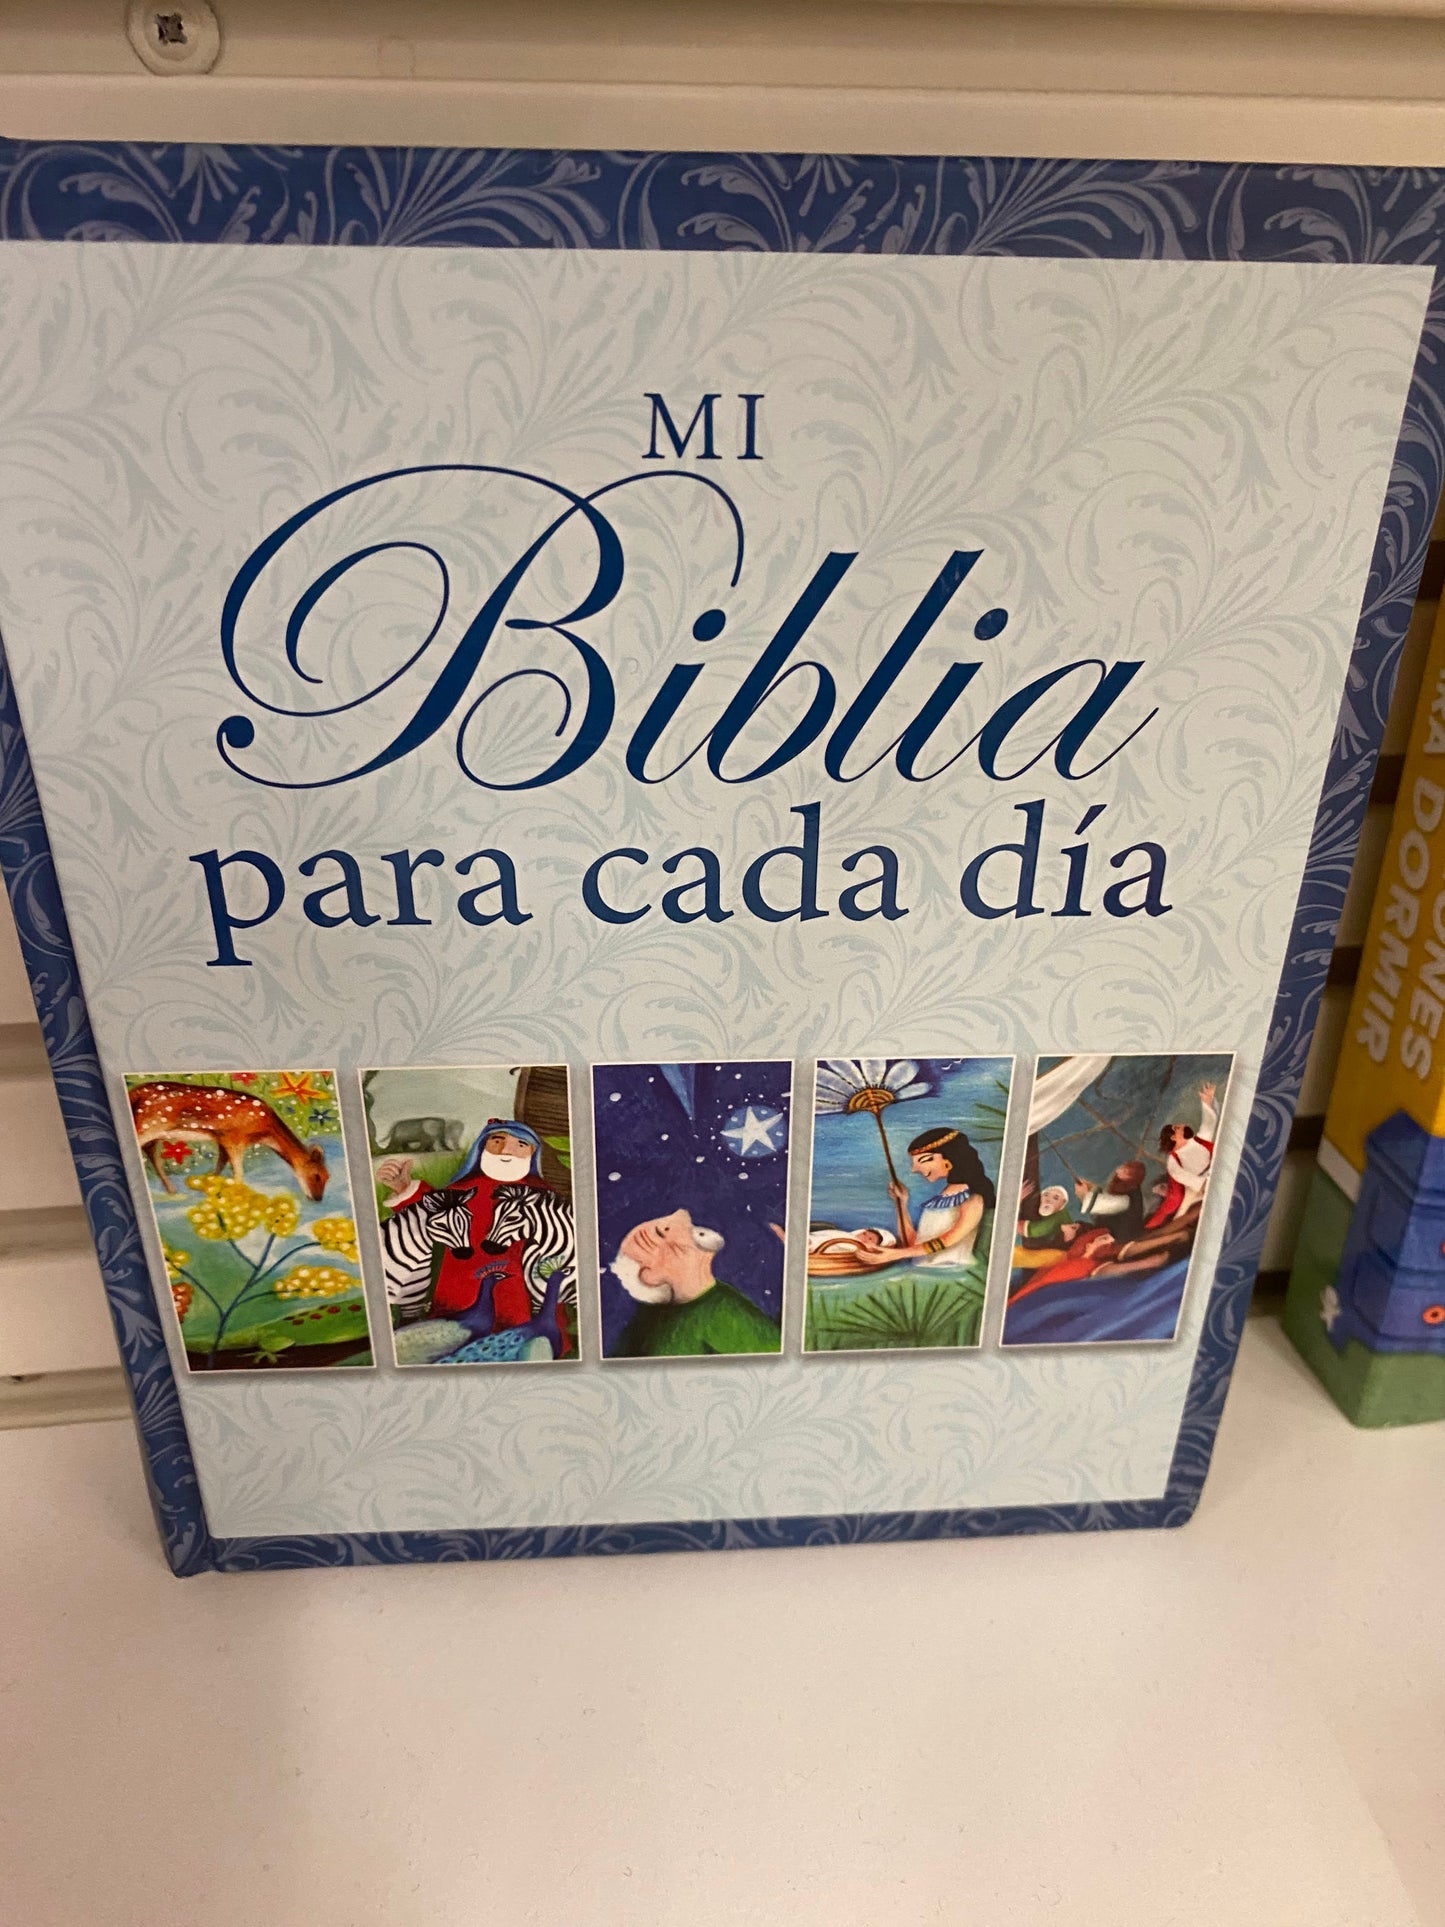 MI
Biblia
para cada día
DORMIR